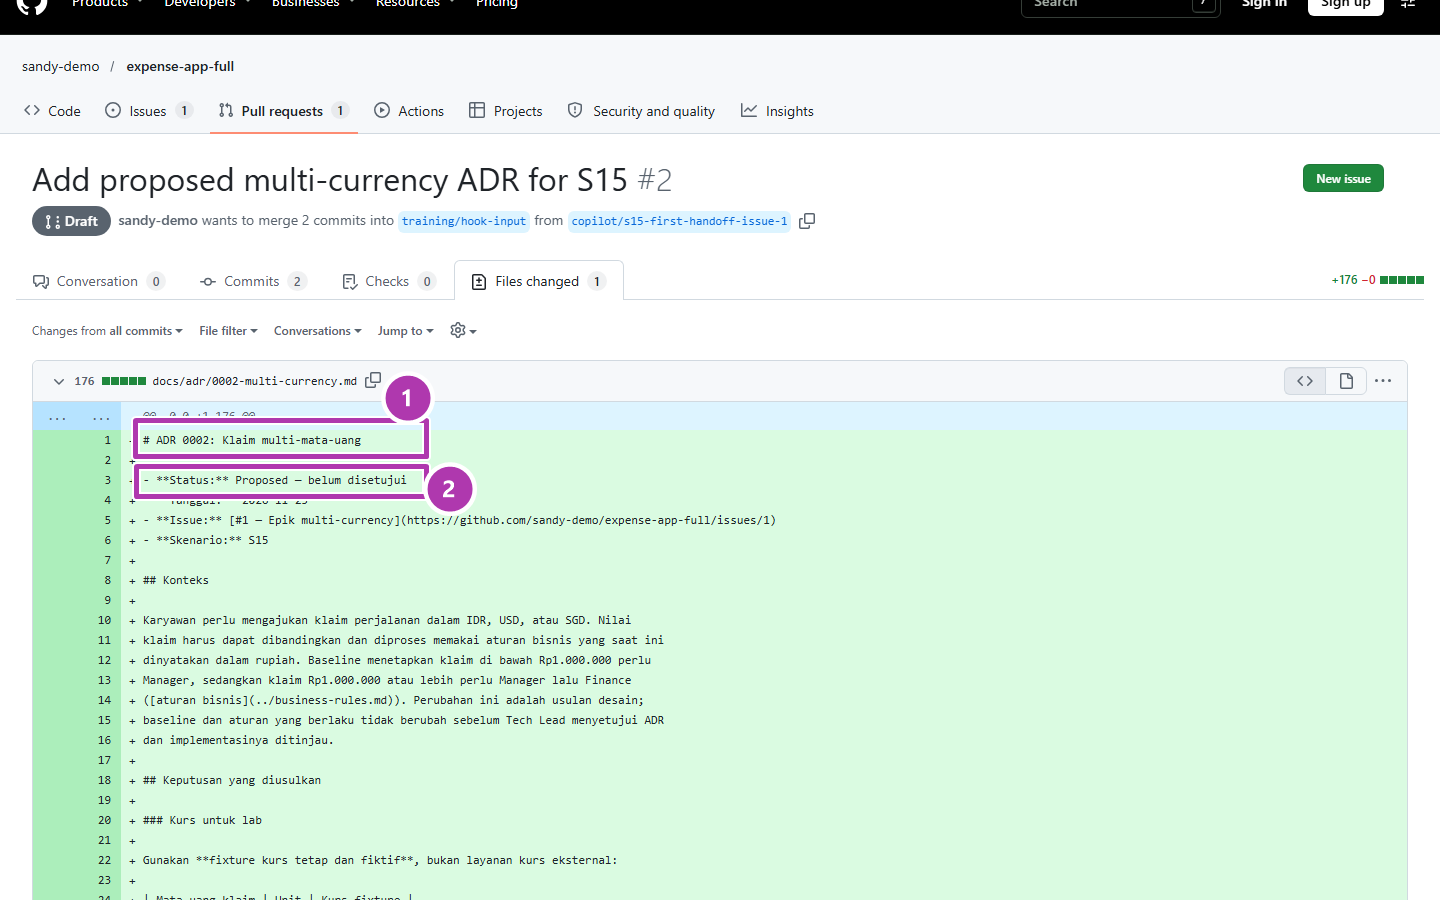 Products Developers Businesses Resources Pricing Search / Sign in Sign up
sandy-demo / expense-app-full
Code Issues 1 Pull requests 1 Actions Projects Security and quality Insights
Add proposed multi-currency ADR for S15 #2
New issue
Draft sandy-demo wants to merge 2 commits into training/hook-input from copilot/s15-first-handoff-issue-1
Conversation 0 Commits 2 Checks 0 Files changed 1 +176 −0
Changes from all commits File filter Conversations Jump to
176 docs/adr/0002-multi-currency.md
1
... ... @@ -0,0 +1,176 @@
1 # ADR 0002: Klaim multi-mata-uang
2 +
3 - **Status:** Proposed — belum disetujui
2
4 +
5 + - **Issue:** [#1 — Epik multi-currency](https://github.com/sandy-demo/expense-app-full/issues/1)
6 + - **Skenario:** S15
7 +
8 + ## Konteks
9 +
10 + Karyawan perlu mengajukan klaim perjalanan dalam IDR, USD, atau SGD. Nilai
11 + klaim harus dapat dibandingkan dan diproses memakai aturan bisnis yang saat ini
12 + dinyatakan dalam rupiah. Baseline menetapkan klaim di bawah Rp1.000.000 perlu
13 + Manager, sedangkan klaim Rp1.000.000 atau lebih perlu Manager lalu Finance
14 + ([aturan bisnis](../business-rules.md)). Perubahan ini adalah usulan desain;
15 + baseline dan aturan yang berlaku tidak berubah sebelum Tech Lead menyetujui ADR
16 + dan implementasinya ditinjau.
17 +
18 + ## Keputusan yang diusulkan
19 +
20 + ### Kurs untuk lab
21 +
22 + Gunakan **fixture kurs tetap dan fiktif**, bukan layanan kurs eksternal:
23 +
24 + | Mata uang klaim | Unit | Kurs fixture |